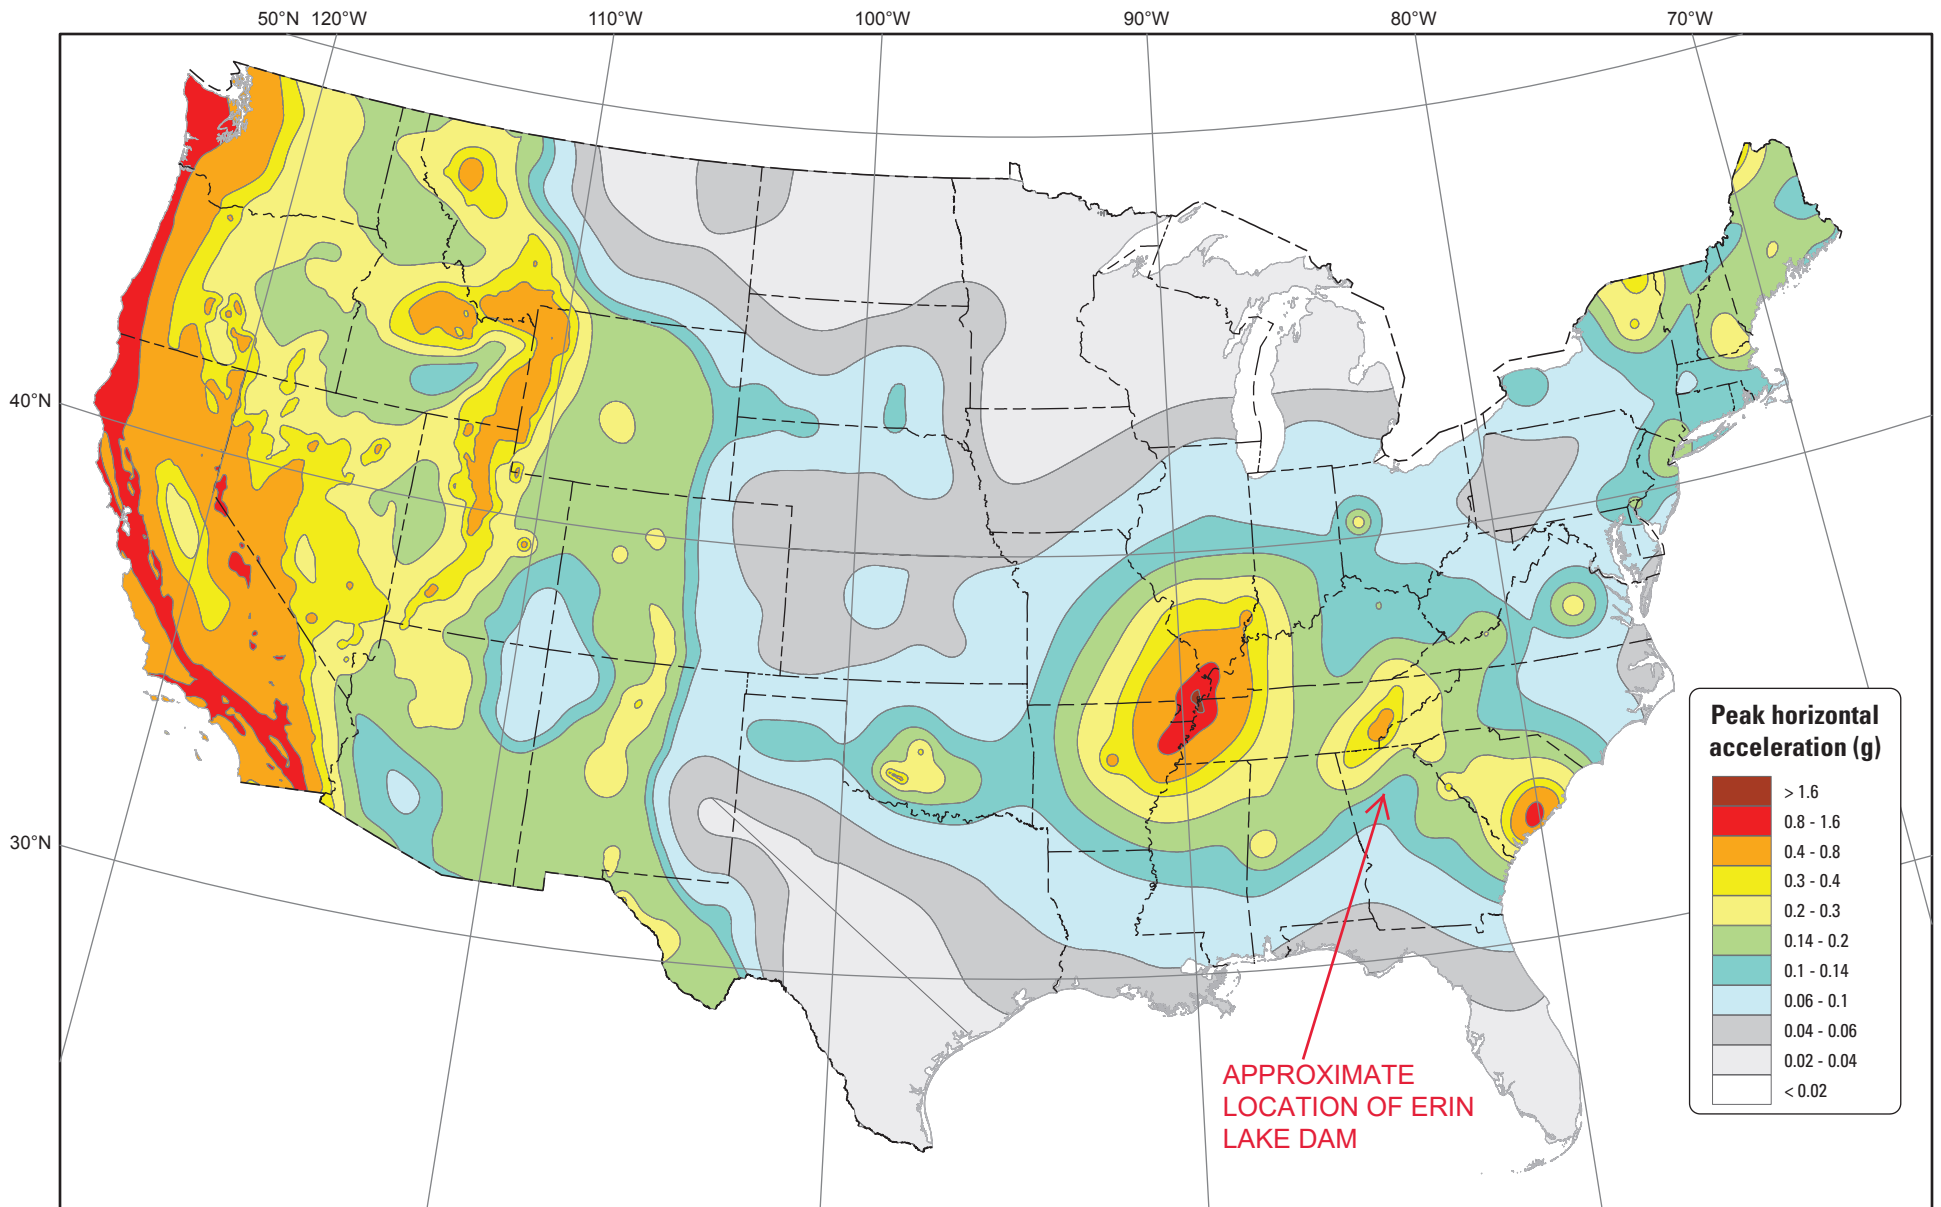 50°N 120°W 110°W 100°W 90°W 80°W 70°W
40°N
30°N
Peak horizontal
acceleration (g)
> 1.6
0.8 - 1.6
0.4 - 0.8
0.3 - 0.4
0.2 - 0.3
0.14 - 0.2
0.1 - 0.14
0.06 - 0.1
0.04 - 0.06
0.02 - 0.04
< 0.02
APPROXIMATE
LOCATION OF ERIN
LAKE DAM